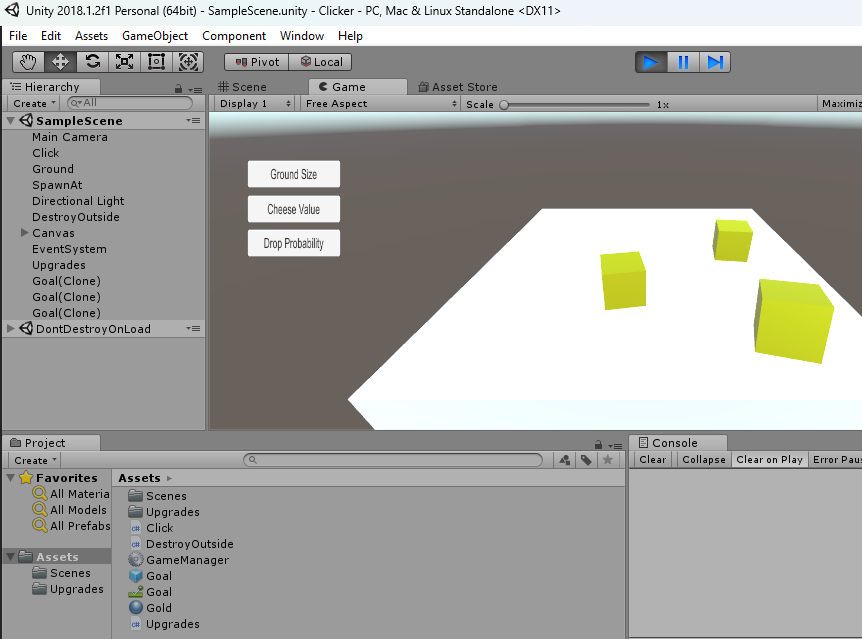 Unity 2018.1.2f1 Personal (64bit) - SampleScene.unity - Clicker - PC, Mac & Linux Standalone <DX11>
File Edit Assets GameObject Component Window Help
Pivot Local
Hierarchy
Create All
SampleScene
Main Camera
Click
Ground
SpawnAt
Directional Light
DestroyOutside
Canvas
EventSystem
Upgrades
Goal(Clone)
Goal(Clone)
Goal(Clone)
DontDestroyOnLoad
Scene Game Asset Store
Display 1 Free Aspect Scale 1x Maximiz
Ground Size
Cheese Value
Drop Probability
Project
Create
Favorites
All Materia
All Models
All Prefabs
Assets
Scenes
Upgrades
Assets
Scenes
Upgrades
Click
DestroyOutside
GameManager
Goal
Goal
Gold
Upgrades
Console
Clear Collapse Clear on Play Error Paus